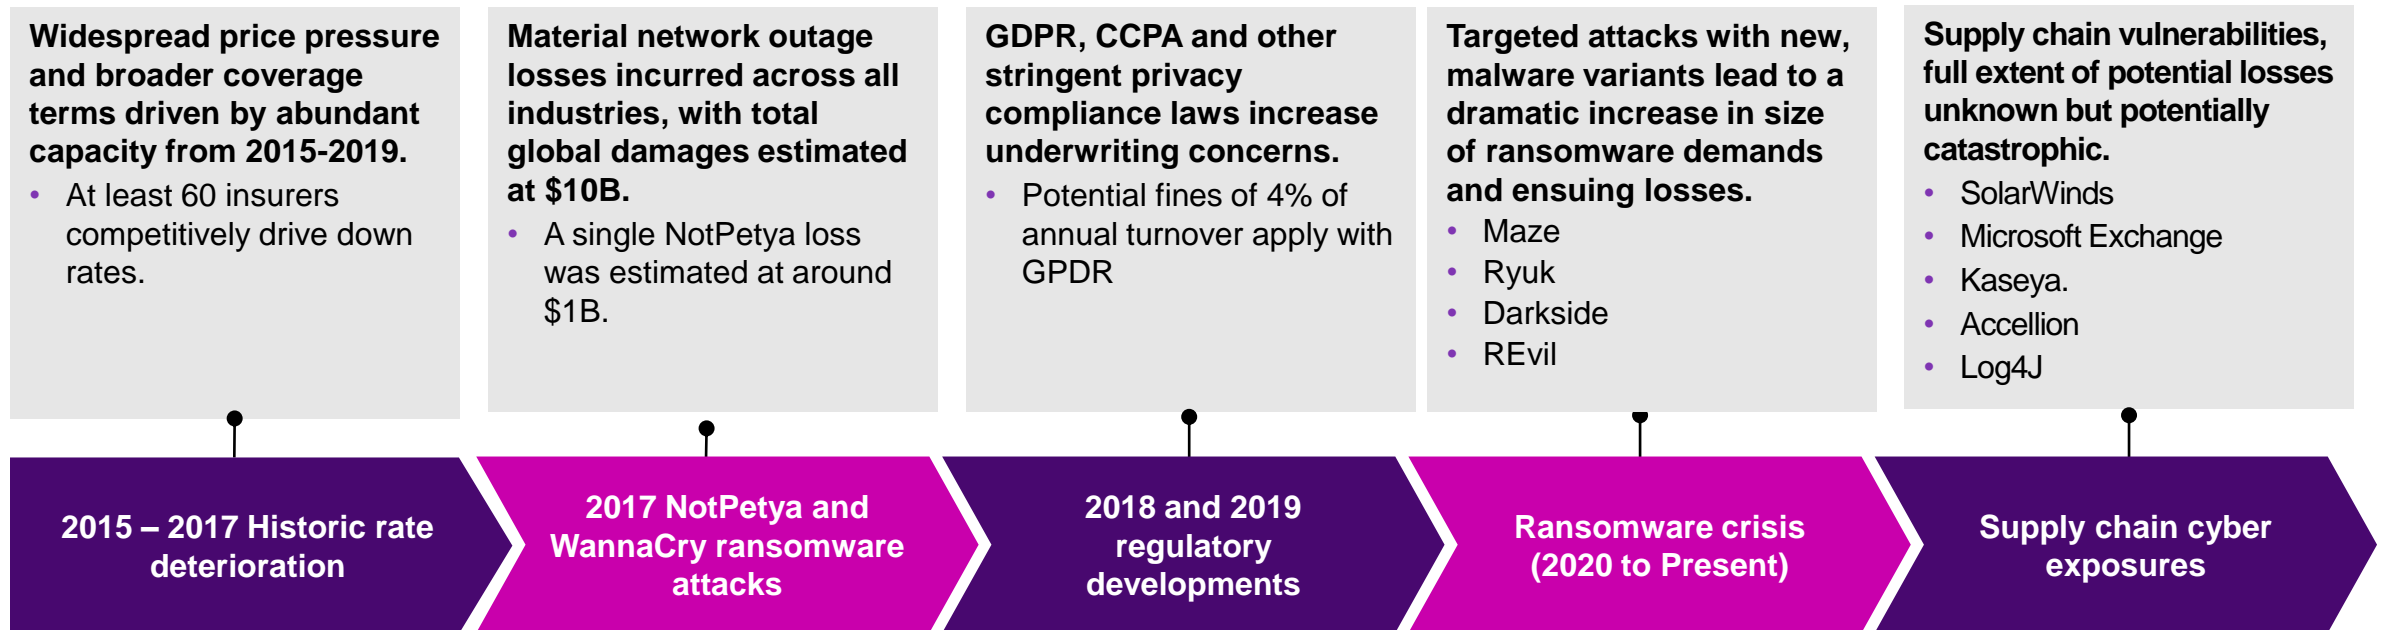 Widespread price pressure
and broader coverage
terms driven by abundant
capacity from 2015-2019.
• At least 60 insurers
competitively drive down
rates.
Material network outage
losses incurred across all
industries, with total
global damages estimated
at $10B.
• A single NotPetya loss
was estimated at around
$1B.
GDPR, CCPA and other
stringent privacy
compliance laws increase
underwriting concerns.
• Potential fines of 4% of
annual turnover apply with
GPDR
Targeted attacks with new,
malware variants lead to a
dramatic increase in size
of ransomware demands
and ensuing losses.
• Maze
• Ryuk
• Darkside
• REvil
Supply chain vulnerabilities,
full extent of potential losses
unknown but potentially
catastrophic.
• SolarWinds
• Microsoft Exchange
• Kaseya.
• Accellion
• Log4J
2015 – 2017 Historic rate
deterioration
2017 NotPetya and
WannaCry ransomware
attacks
2018 and 2019
regulatory
developments
Ransomware crisis
(2020 to Present)
Supply chain cyber
exposures